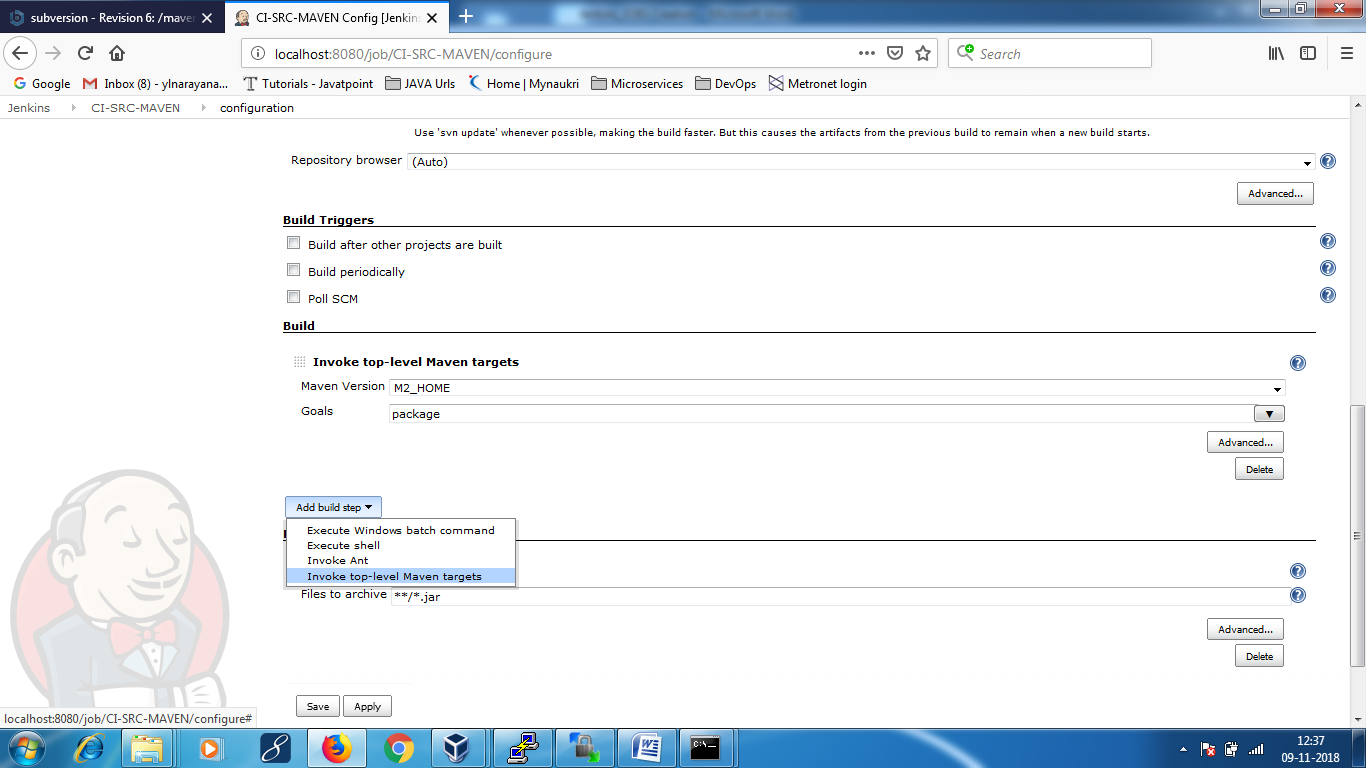 subversion - Revision 6: /maven
CI-SRC-MAVEN Config [Jenkins
localhost:8080/job/CI-SRC-MAVEN/configure
Search
Google Inbox (8) - ylnarayana... Tutorials - Javatpoint JAVA Urls Home | Mynaukri Microservices DevOps Metronet login
Jenkins CI-SRC-MAVEN configuration
Use 'svn update' whenever possible, making the build faster. But this causes the artifacts from the previous build to remain when a new build starts.
Repository browser (Auto)
Advanced...
Build Triggers
Build after other projects are built
Build periodically
Poll SCM
Build
Invoke top-level Maven targets
Maven Version M2_HOME
Goals package
Advanced...
Delete
Add build step
Execute Windows batch command
Execute shell
Invoke Ant
Invoke top-level Maven targets
Files to archive **/*.jar
Advanced...
Delete
Save Apply
localhost:8080/job/CI-SRC-MAVEN/configure#
12:37
09-11-2018